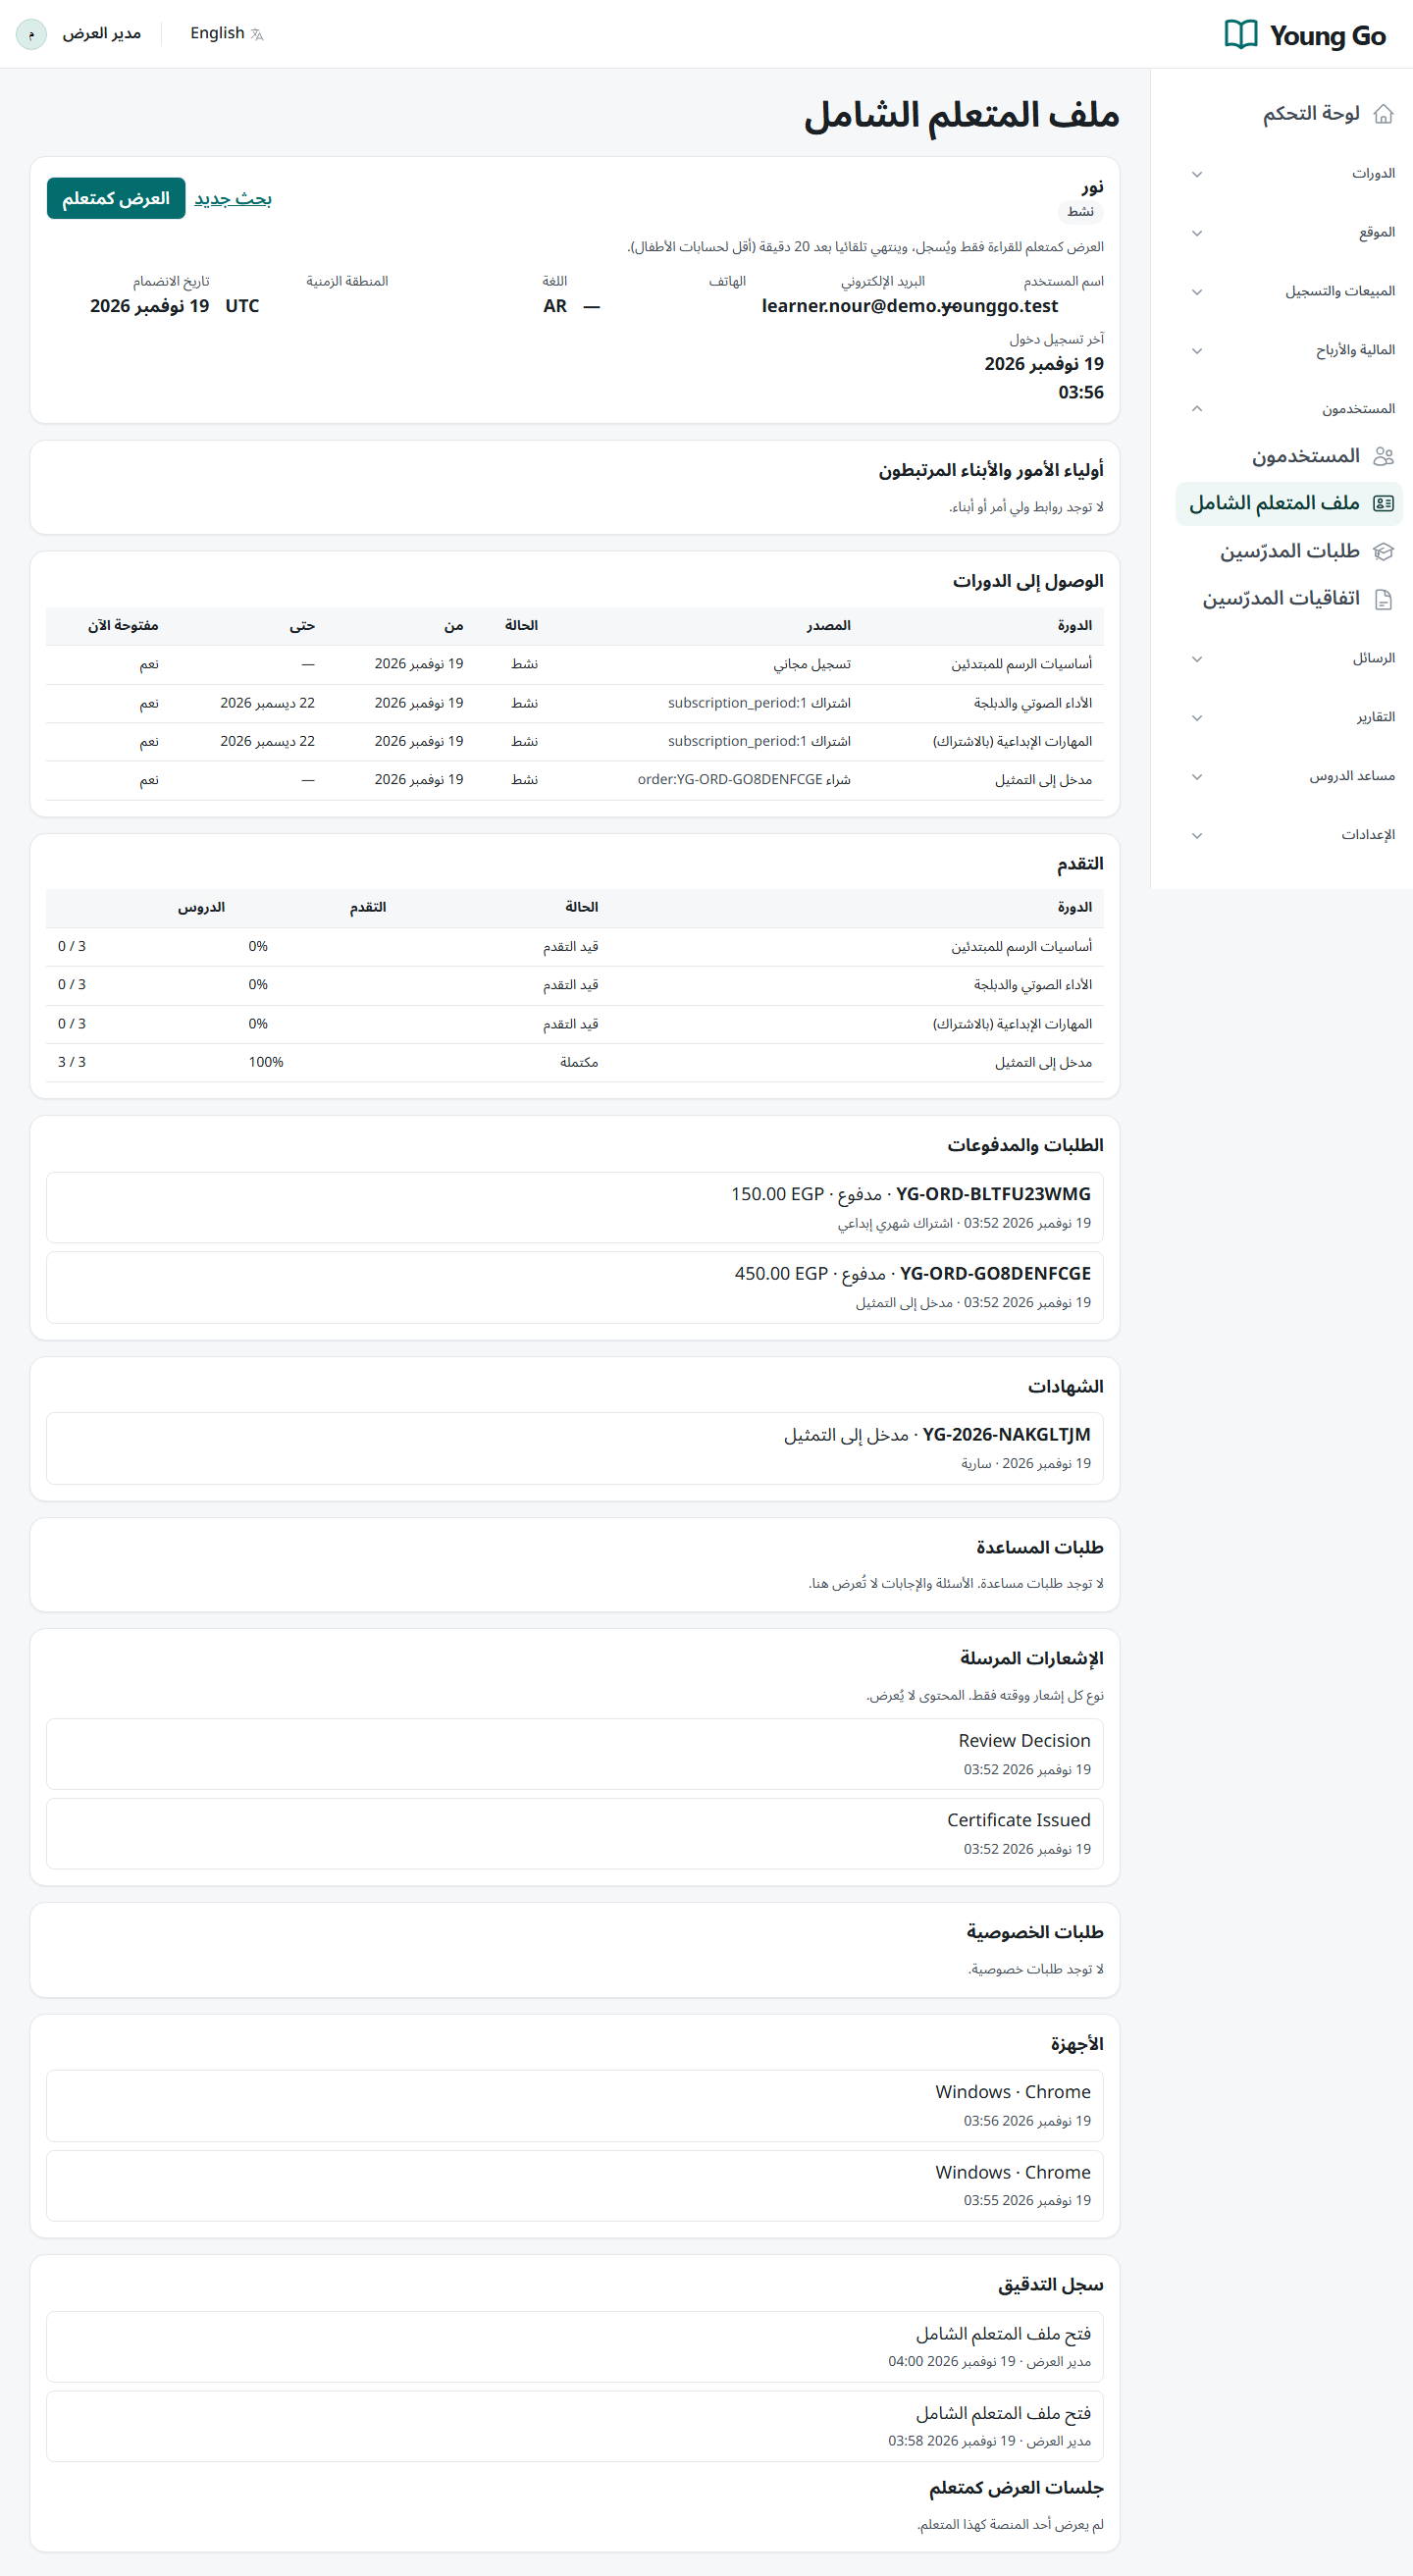 Young Go
English
مدير العرض
م
لوحة التحكم
الدورات
الموقع
المبيعات والتسجيل
المالية والأرباح
المستخدمون
المستخدمون
ملف المتعلم الشامل
طلبات المدرّسين
اتفاقيات المدرّسين
الرسائل
التقارير
مساعد الدروس
الإعدادات
ملف المتعلم الشامل
نور
نشط
بحث جديد
العرض كمتعلم
العرض كمتعلم للقراءة فقط ويُسجل، وينتهي تلقائيا بعد 20 دقيقة (أقل لحسابات الأطفال).
اسم المستخدم البريد الإلكتروني الهاتف اللغة المنطقة الزمنية تاريخ الانضمام
— learner.nour@demo.younggo.test — AR UTC 19 نوفمبر 2026
آخر تسجيل دخول
19 نوفمبر 2026
03:56
أولياء الأمور والأبناء المرتبطون
لا توجد روابط ولي أمر أو أبناء.
الوصول إلى الدورات
الدورة المصدر الحالة من حتى مفتوحة الآن
أساسيات الرسم للمبتدئين تسجيل مجاني نشط 19 نوفمبر 2026 — نعم
الأداء الصوتي والدبلجة اشتراك subscription_period:1 نشط 19 نوفمبر 2026 22 ديسمبر 2026 نعم
المهارات الإبداعية (بالاشتراك) اشتراك subscription_period:1 نشط 19 نوفمبر 2026 22 ديسمبر 2026 نعم
مدخل إلى التمثيل شراء order:YG-ORD-GO8DENFCGE نشط 19 نوفمبر 2026 — نعم
التقدم
الدورة الحالة التقدم الدروس
أساسيات الرسم للمبتدئين قيد التقدم 0% 0 / 3
الأداء الصوتي والدبلجة قيد التقدم 0% 0 / 3
المهارات الإبداعية (بالاشتراك) قيد التقدم 0% 0 / 3
مدخل إلى التمثيل مكتملة 100% 3 / 3
الطلبات والمدفوعات
YG-ORD-BLTFU23WMG · مدفوع · 150.00 EGP
19 نوفمبر 2026 03:52 · اشتراك شهري إبداعي
YG-ORD-GO8DENFCGE · مدفوع · 450.00 EGP
19 نوفمبر 2026 03:52 · مدخل إلى التمثيل
الشهادات
YG-2026-NAKGLTJM · مدخل إلى التمثيل
19 نوفمبر 2026 · سارية
طلبات المساعدة
لا توجد طلبات مساعدة. الأسئلة والإجابات لا تُعرض هنا.
الإشعارات المرسلة
نوع كل إشعار ووقته فقط. المحتوى لا يُعرض.
Review Decision
19 نوفمبر 2026 03:52
Certificate Issued
19 نوفمبر 2026 03:52
طلبات الخصوصية
لا توجد طلبات خصوصية.
الأجهزة
Windows · Chrome
19 نوفمبر 2026 03:56
Windows · Chrome
19 نوفمبر 2026 03:55
سجل التدقيق
فتح ملف المتعلم الشامل
مدير العرض · 19 نوفمبر 2026 04:00
فتح ملف المتعلم الشامل
مدير العرض · 19 نوفمبر 2026 03:58
جلسات العرض كمتعلم
لم يعرض أحد المنصة كهذا المتعلم.